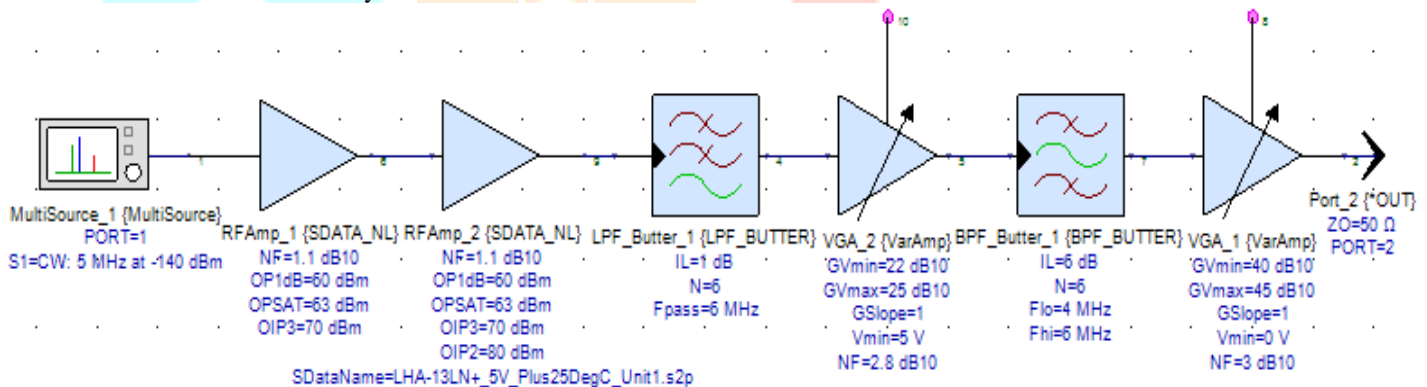 10
8
1
6
9
4
5
7
2
MultiSource_1 {MultiSource}
PORT=1
S1=CW: 5 MHz at -140 dBm
RFAmp_1 {SDATA_NL}
NF=1.1 dB10
OP1dB=60 dBm
OPSAT=63 dBm
OIP3=70 dBm
RFAmp_2 {SDATA_NL}
NF=1.1 dB10
OP1dB=60 dBm
OPSAT=63 dBm
OIP3=70 dBm
OIP2=80 dBm
SDataName=LHA-13LN+_5V_Plus25DegC_Unit1.s2p
LPF_Butter_1 {LPF_BUTTER}
IL=1 dB
N=6
Fpass=6 MHz
VGA_2 {VarAmp}
GVmin=22 dB10
GVmax=25 dB10
GSlope=1
Vmin=5 V
NF=2.8 dB10
BPF_Butter_1 {BPF_BUTTER}
IL=6 dB
N=6
Flo=4 MHz
Fhi=6 MHz
VGA_1 {VarAmp}
GVmin=40 dB10
GVmax=45 dB10
GSlope=1
Vmin=0 V
NF=3 dB10
Port_2 {*OUT}
ZO=50 Ω
PORT=2